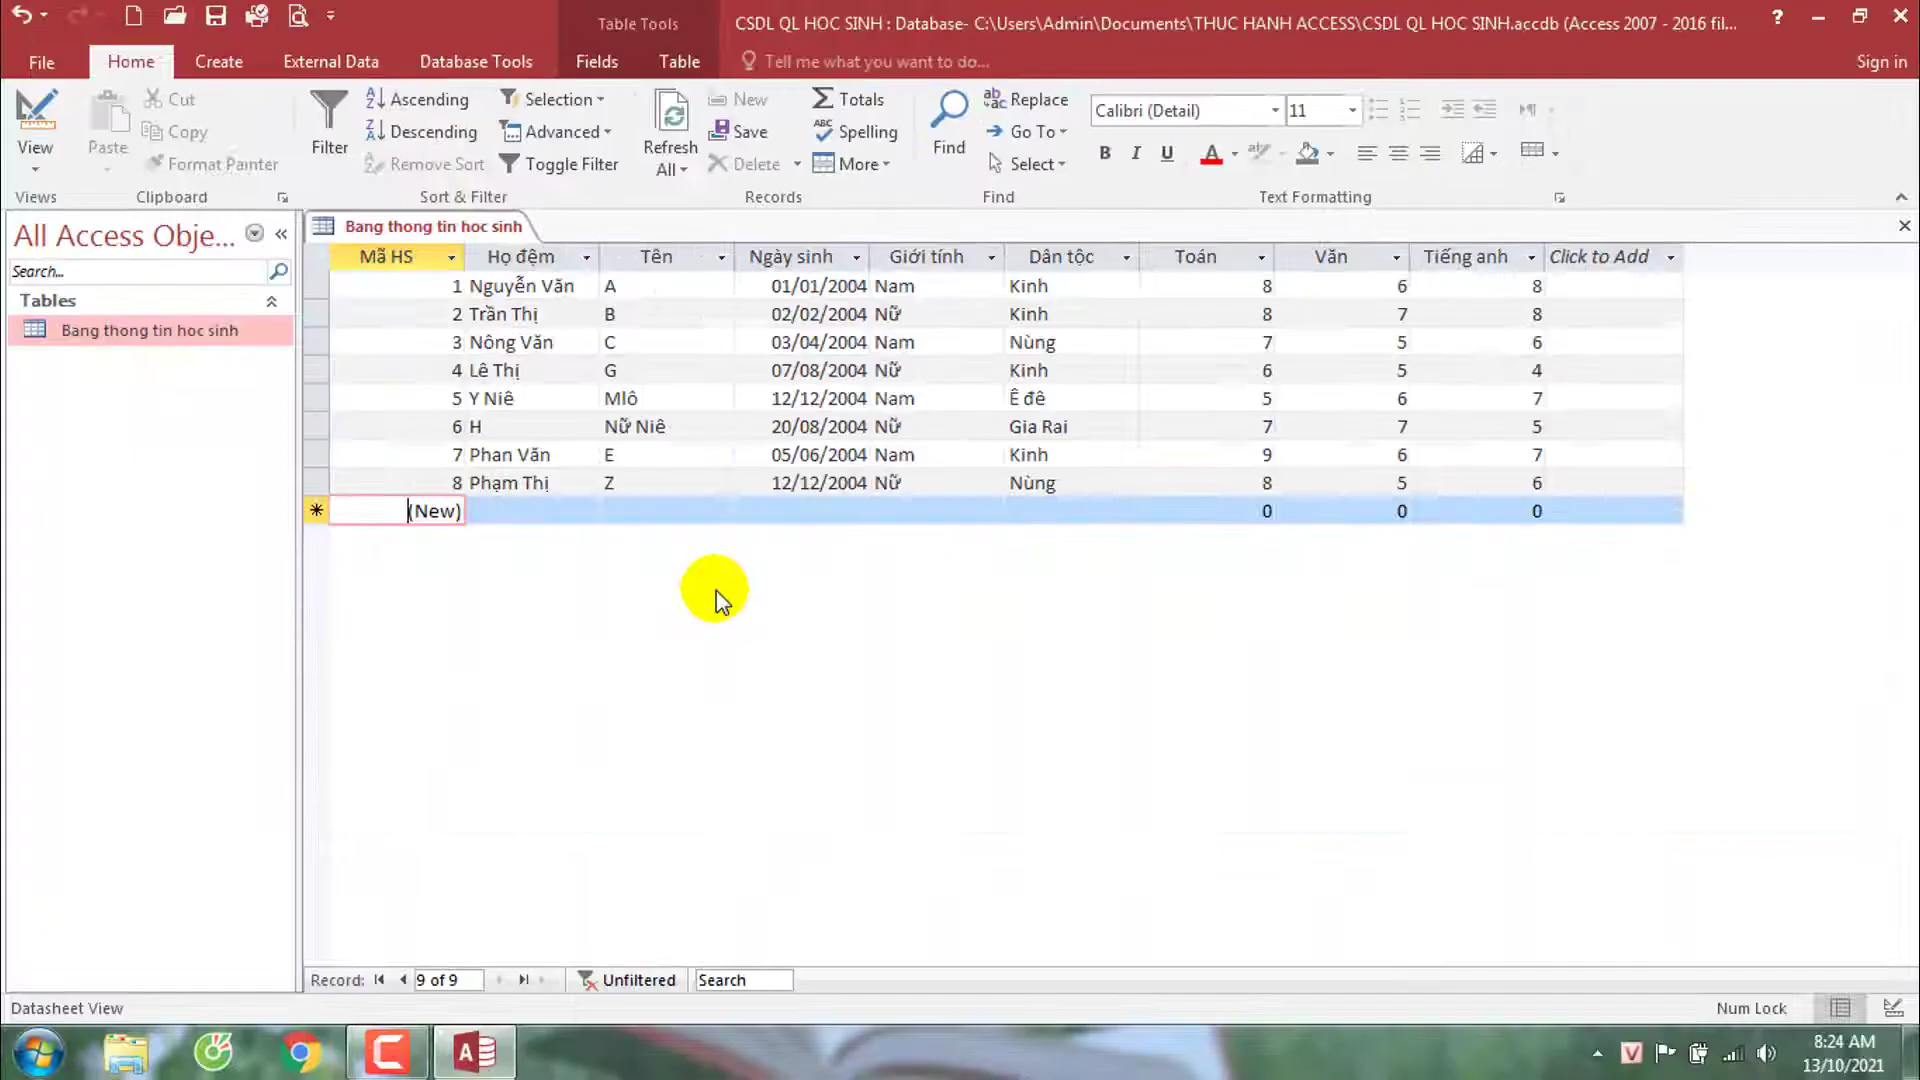 Table Tools
CSDL QL HOC SINH : Database- C:\Users\Admin\Documents\THUC HANH ACCESS\CSDL QL HOC SINH.accdb (Access 2007 - 2016 fil...
File Home Create External Data Database Tools Fields Table Tell me what you want to do... Sign in
View Paste Cut Copy Format Painter
Filter Ascending Descending Remove Sort Selection Advanced Toggle Filter
Refresh All New Save Delete Totals Spelling More
Find Replace Go To Select
Calibri (Detail) 11
B I U A
Views Clipboard Sort & Filter Records Find Text Formatting
All Access Obje...
Search...
Tables
Bang thong tin hoc sinh
Bang thong tin hoc sinh
Mã HS Họ đệm Tên Ngày sinh Giới tính Dân tộc Toán Văn Tiếng anh Click to Add
1 Nguyễn Văn A 01/01/2004 Nam Kinh 8 6 8
2 Trần Thị B 02/02/2004 Nữ Kinh 8 7 8
3 Nông Văn C 03/04/2004 Nam Nùng 7 5 6
4 Lê Thị G 07/08/2004 Nữ Kinh 6 5 4
5 Y Niê Mlô 12/12/2004 Nam Ê đê 5 6 7
6 H Nữ Niê 20/08/2004 Nữ Gia Rai 7 7 5
7 Phan Văn E 05/06/2004 Nam Kinh 9 6 7
8 Phạm Thị Z 12/12/2004 Nữ Nùng 8 5 6
(New) 0 0 0
Record: 9 of 9 Unfiltered Search
Datasheet View Num Lock
8:24 AM
13/10/2021